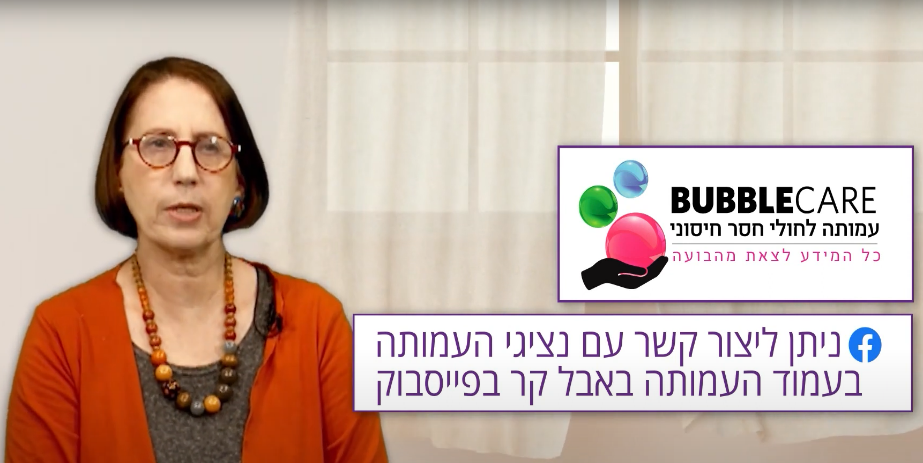 BUBBLECARE
עמותה לחולי חסר חיסוני
כל המידע לצאת מהבועה
ניתן ליצור קשר עם נציגי העמותה
בעמוד העמותה באבל קר בפייסבוק